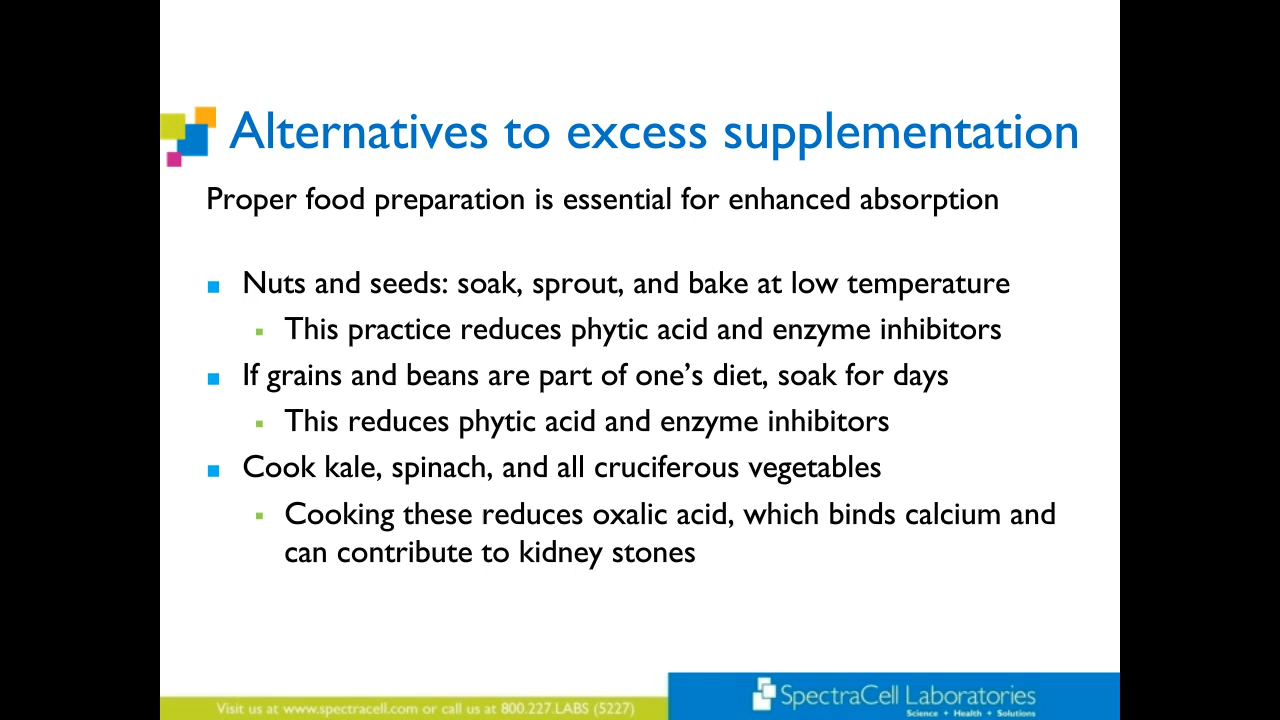 Alternatives to excess supplementation
Proper food preparation is essential for enhanced absorption
Nuts and seeds: soak, sprout, and bake at low temperature
This practice reduces phytic acid and enzyme inhibitors
If grains and beans are part of one’s diet, soak for days
This reduces phytic acid and enzyme inhibitors
Cook kale, spinach, and all cruciferous vegetables
Cooking these reduces oxalic acid, which binds calcium and
can contribute to kidney stones
Visit us at www.spectracell.com or call us at 800.227.LABS (5227)
SpectraCell Laboratories
Science + Health + Solutions